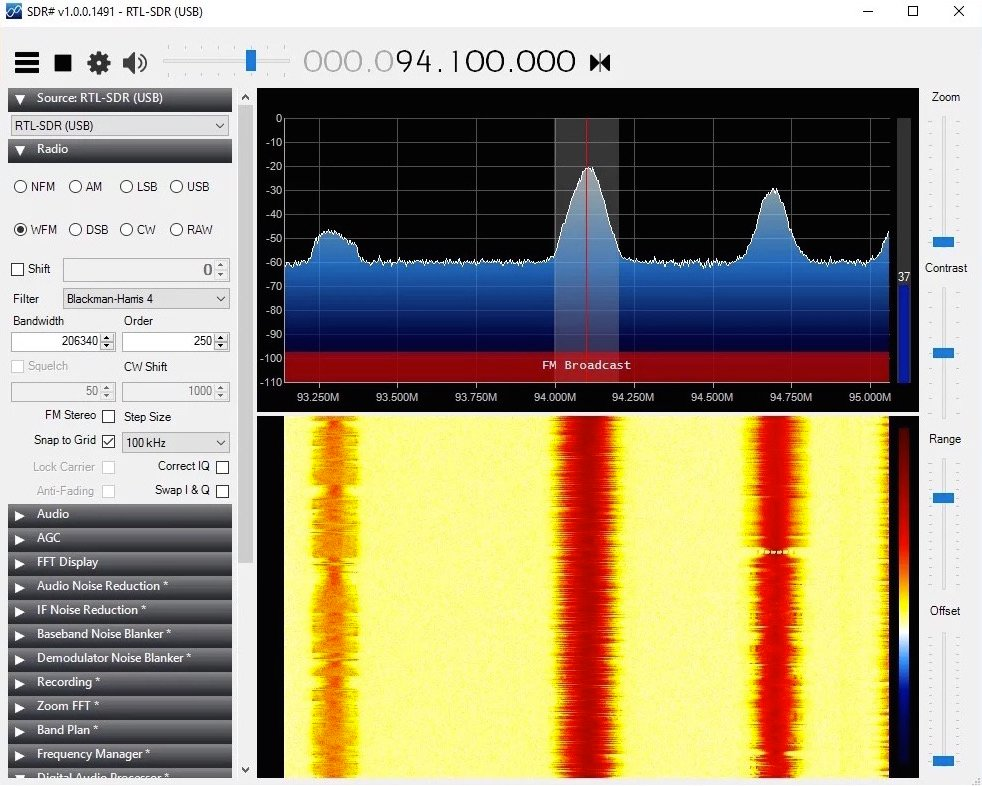 SDR# v1.0.0.1491 - RTL-SDR (USB)
000.094.100.000
Source: RTL-SDR (USB)
RTL-SDR (USB)
Radio
NFM AM LSB USB
WFM DSB CW RAW
Shift 0
Filter Blackman-Harris 4
Bandwidth Order
206340 250
Squelch CW Shift
50 1000
FM Stereo Step Size
Snap to Grid 100 kHz
Lock Carrier Correct IQ
Anti-Fading Swap I & Q
Audio
AGC
FFT Display
Audio Noise Reduction *
IF Noise Reduction *
Baseband Noise Blanker *
Demodulator Noise Blanker *
Recording *
Zoom FFT *
Band Plan *
Frequency Manager *
Digital Audio Processor *
0
-10
-20
-30
-40
-50
-60
-70
-80
-90
-100
-110
FM Broadcast
93.250M 93.500M 93.750M 94.000M 94.250M 94.500M 94.750M 95.000M
37
Zoom
Contrast
Range
Offset